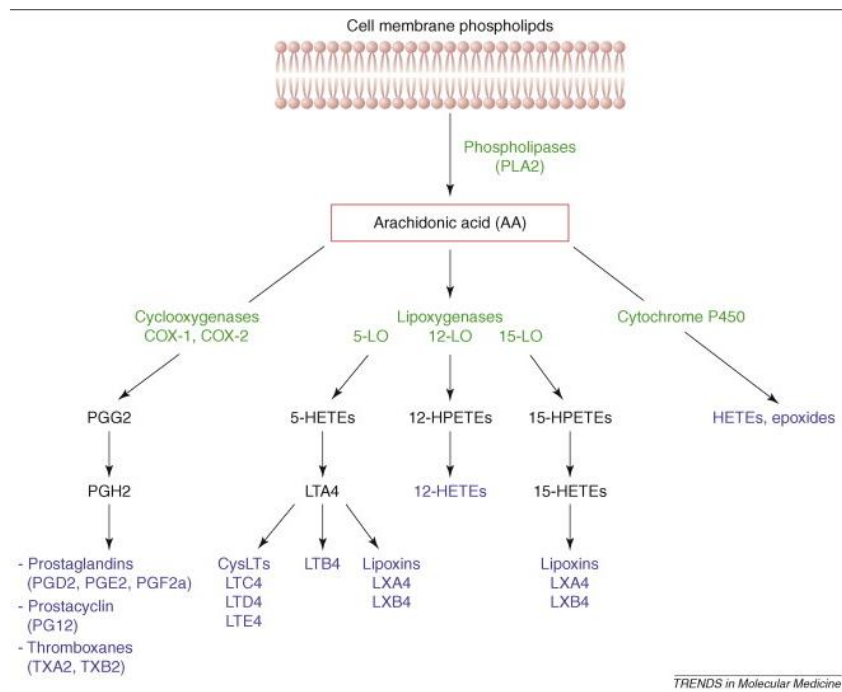 Cell membrane phospholipds
Phospholipases
(PLA2)
Arachidonic acid (AA)
Cyclooxygenases
COX-1, COX-2
Lipoxygenases
5-LO 12-LO 15-LO
Cytochrome P450
PGG2
5-HETEs
12-HPETEs
15-HPETEs
HETEs, epoxides
PGH2
LTA4
12-HETEs
15-HETEs
- Prostaglandins
(PGD2, PGE2, PGF2a)
- Prostacyclin
(PG12)
- Thromboxanes
(TXA2, TXB2)
CysLTs
LTC4
LTD4
LTE4
LTB4
Lipoxins
LXA4
LXB4
Lipoxins
LXA4
LXB4
TRENDS in Molecular Medicine